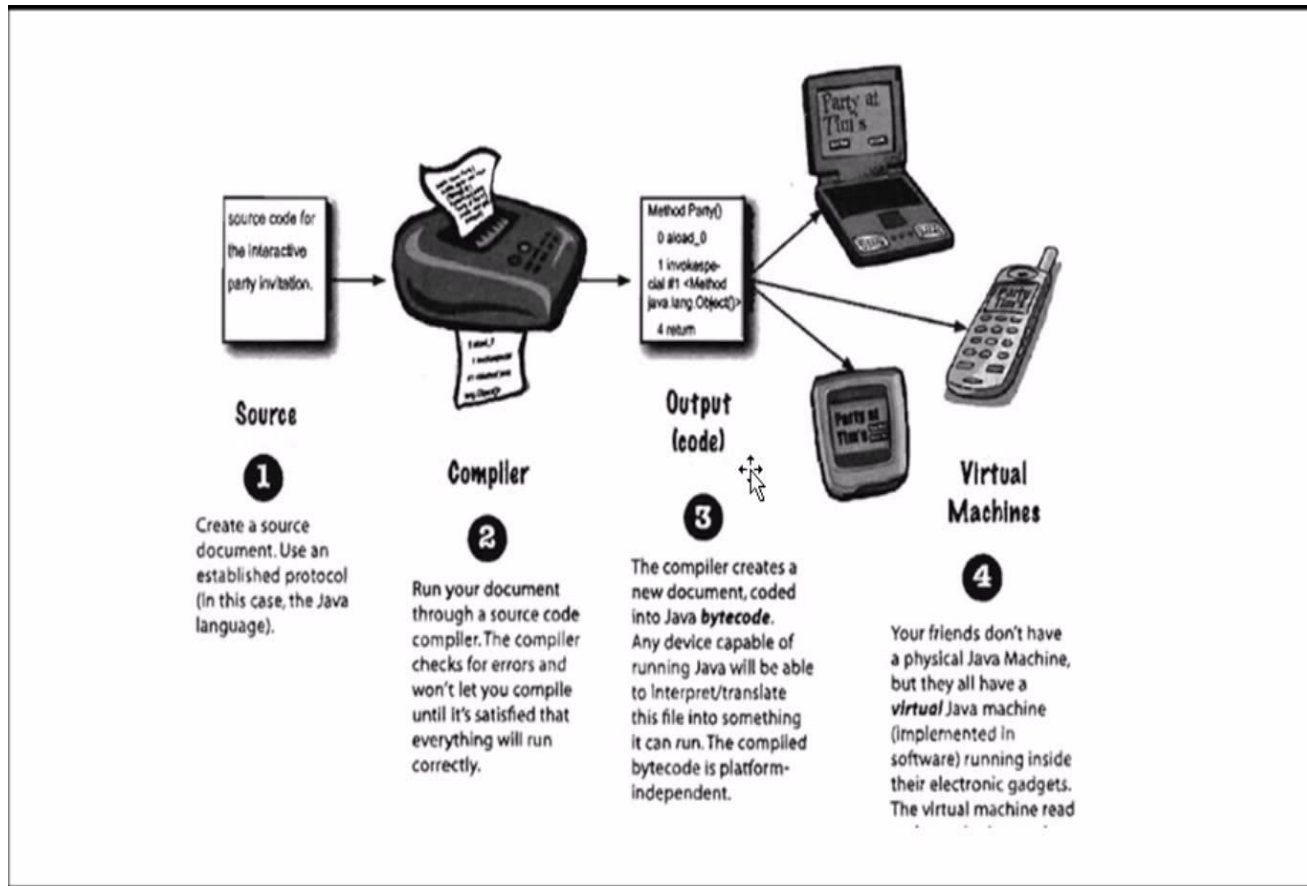 source code for
the interactive
party invitation.
Source
1
Create a source
document. Use an
established protocol
(in this case, the Java
language).
Compiler
2
Run your document
through a source code
compiler. The compiler
checks for errors and
won't let you compile
until it's satisfied that
everything will run
correctly.
Method Party()
0 aload_0
1 invokespe-
cial #1 <Method
java.lang.Object()>
4 return
Output
(code)
3
The compiler creates a
new document, coded
into Java bytecode.
Any device capable of
running Java will be able
to interpret/translate
this file into something
it can run. The compiled
bytecode is platform-
independent.
Party at
Tim's
Party
Tim's
Party at
Tim's
Virtual
Machines
4
Your friends don't have
a physical Java Machine,
but they all have a
virtual Java machine
(implemented in
software) running inside
their electronic gadgets.
The virtual machine read